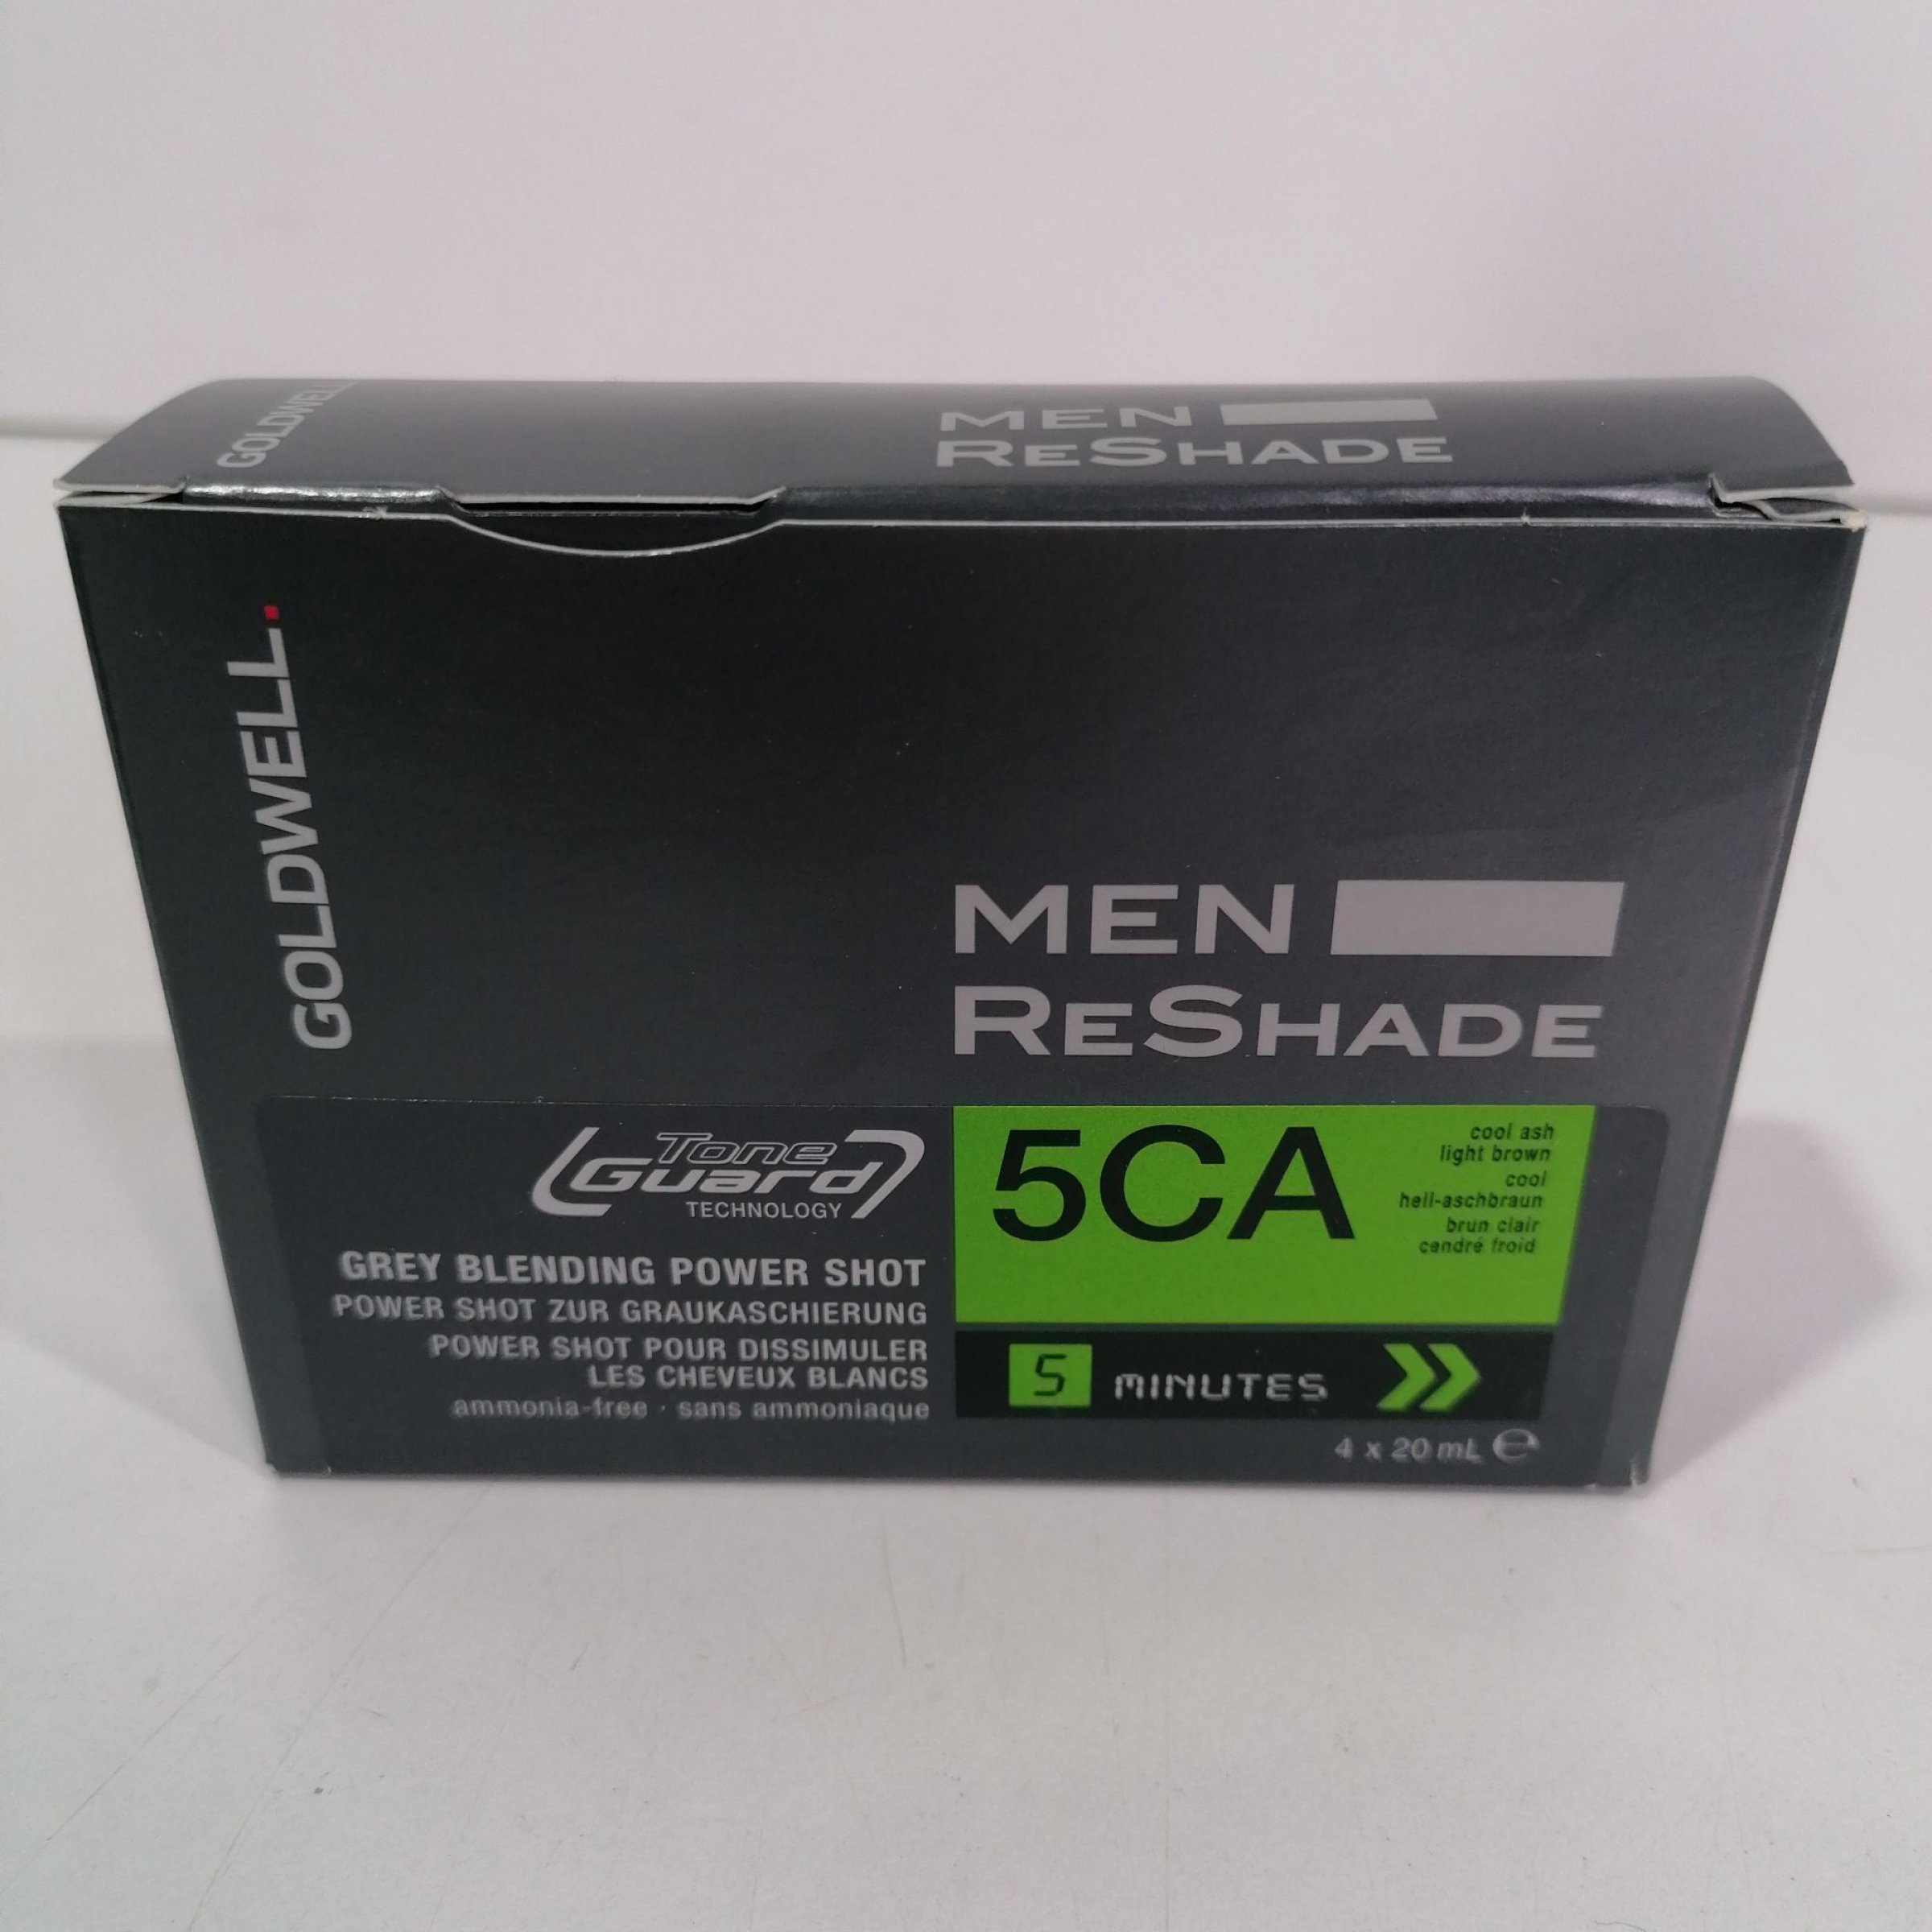 GOLDWELL
MEN
RESHADE
GOLDWELL.
MEN
RESHADE
Tone
Guard
TECHNOLOGY
GREY BLENDING POWER SHOT
POWER SHOT ZUR GRAUKASCHIERUNG
POWER SHOT POUR DISSIMULER
LES CHEVEUX BLANCS
ammonia-free · sans ammoniaque
5CA
cool ash
light brown
cool
hell-aschbraun
brun clair
cendré froid
5 MINUTES
4 x 20 mL ℮